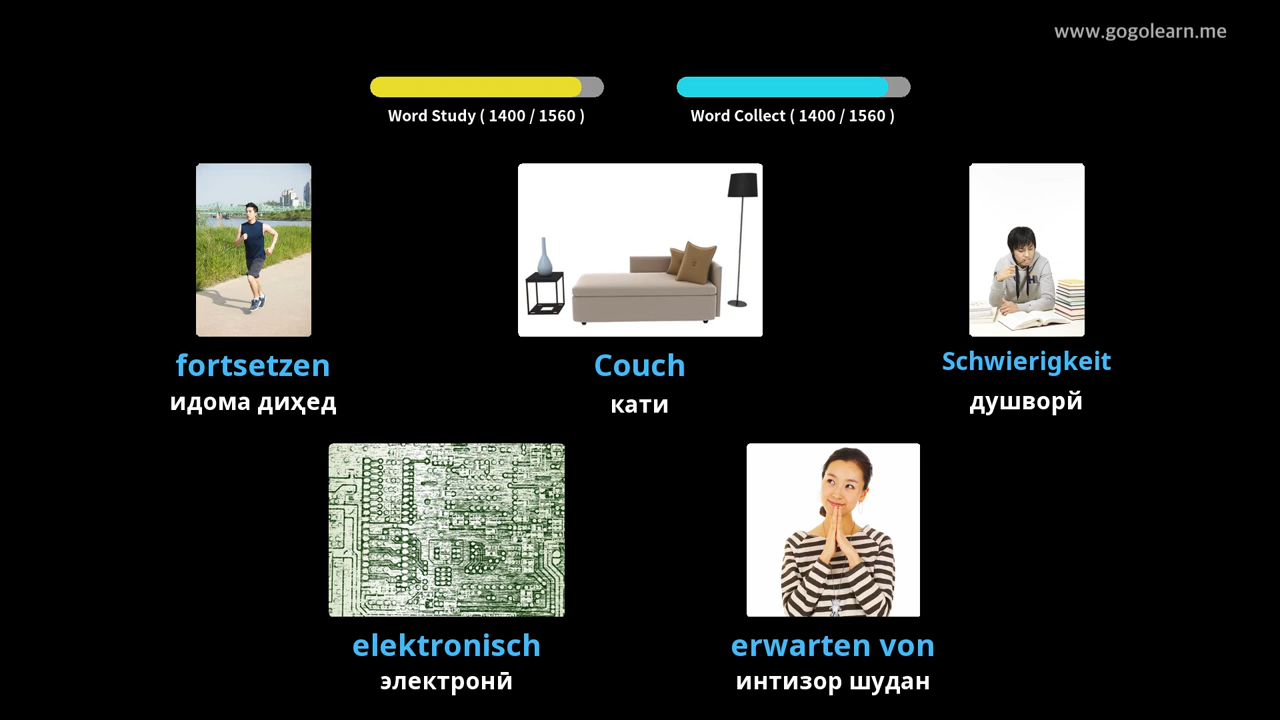 www.gogolearn.me
Word Study ( 1400 / 1560 )
Word Collect ( 1400 / 1560 )
fortsetzen
идома диҳед
Couch
кати
Schwierigkeit
душворй
elektronisch
электронӣ
erwarten von
интизор шудан